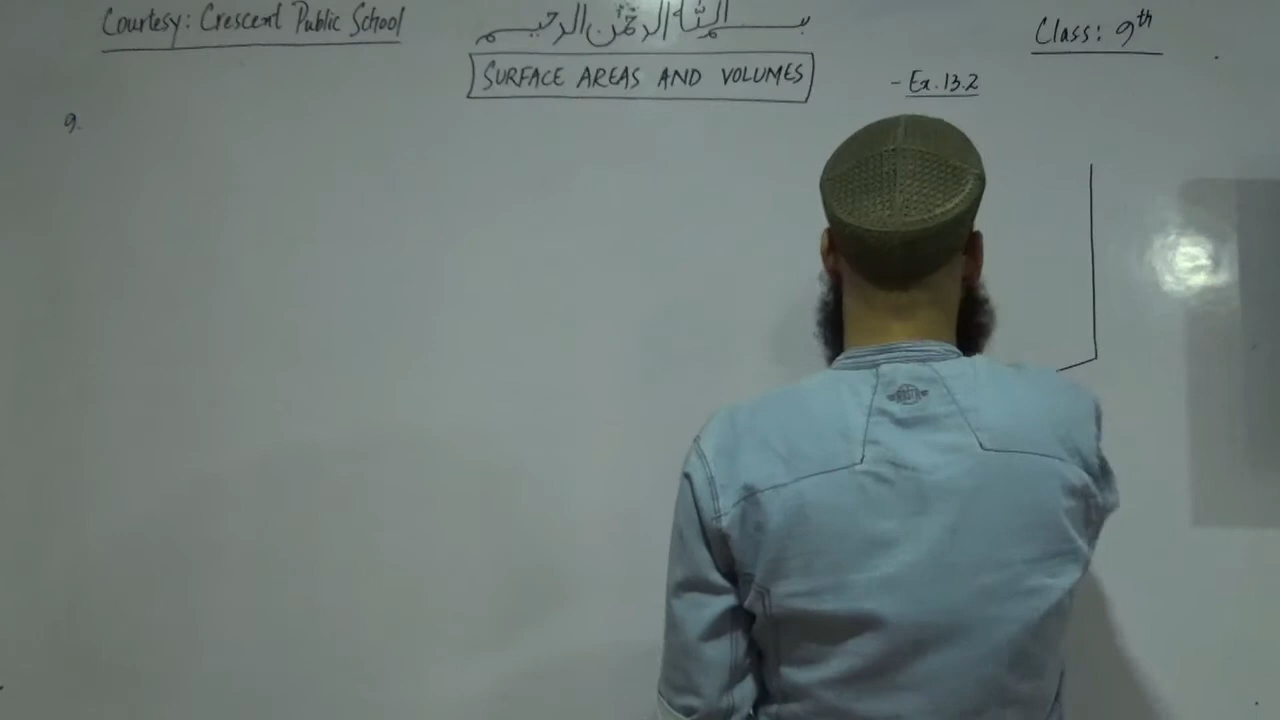 Courtesy: Crescent Public School
بسم الله الرحمن الرحيم
Class: 9th
SURFACE AREAS AND VOLUMES
- Ex. 13.2
9.